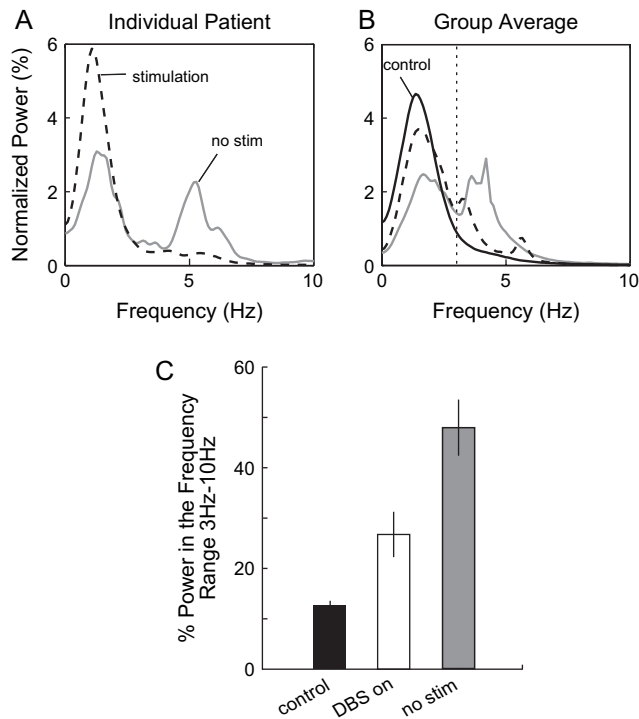 A
Individual Patient
B
Group Average
Normalized Power (%)
6
4
2
0
stimulation
no stim
0
5
10
Frequency (Hz)
6
4
2
0
control
0
5
10
Frequency (Hz)
C
% Power in the Frequency
Range 3Hz-10Hz
60
40
20
0
control
DBS on
no stim